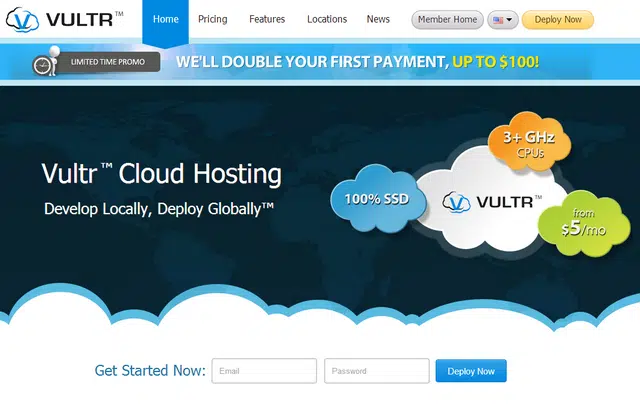 VULTR™
Home
Pricing
Features
Locations
News
Member Home
Deploy Now
LIMITED TIME PROMO
WE'LL DOUBLE YOUR FIRST PAYMENT, UP TO $100!
Vultr™ Cloud Hosting
Develop Locally, Deploy Globally™
3+ GHz
CPUs
100% SSD
VULTR™
from
$5/mo
Get Started Now:
Email
Password
Deploy Now